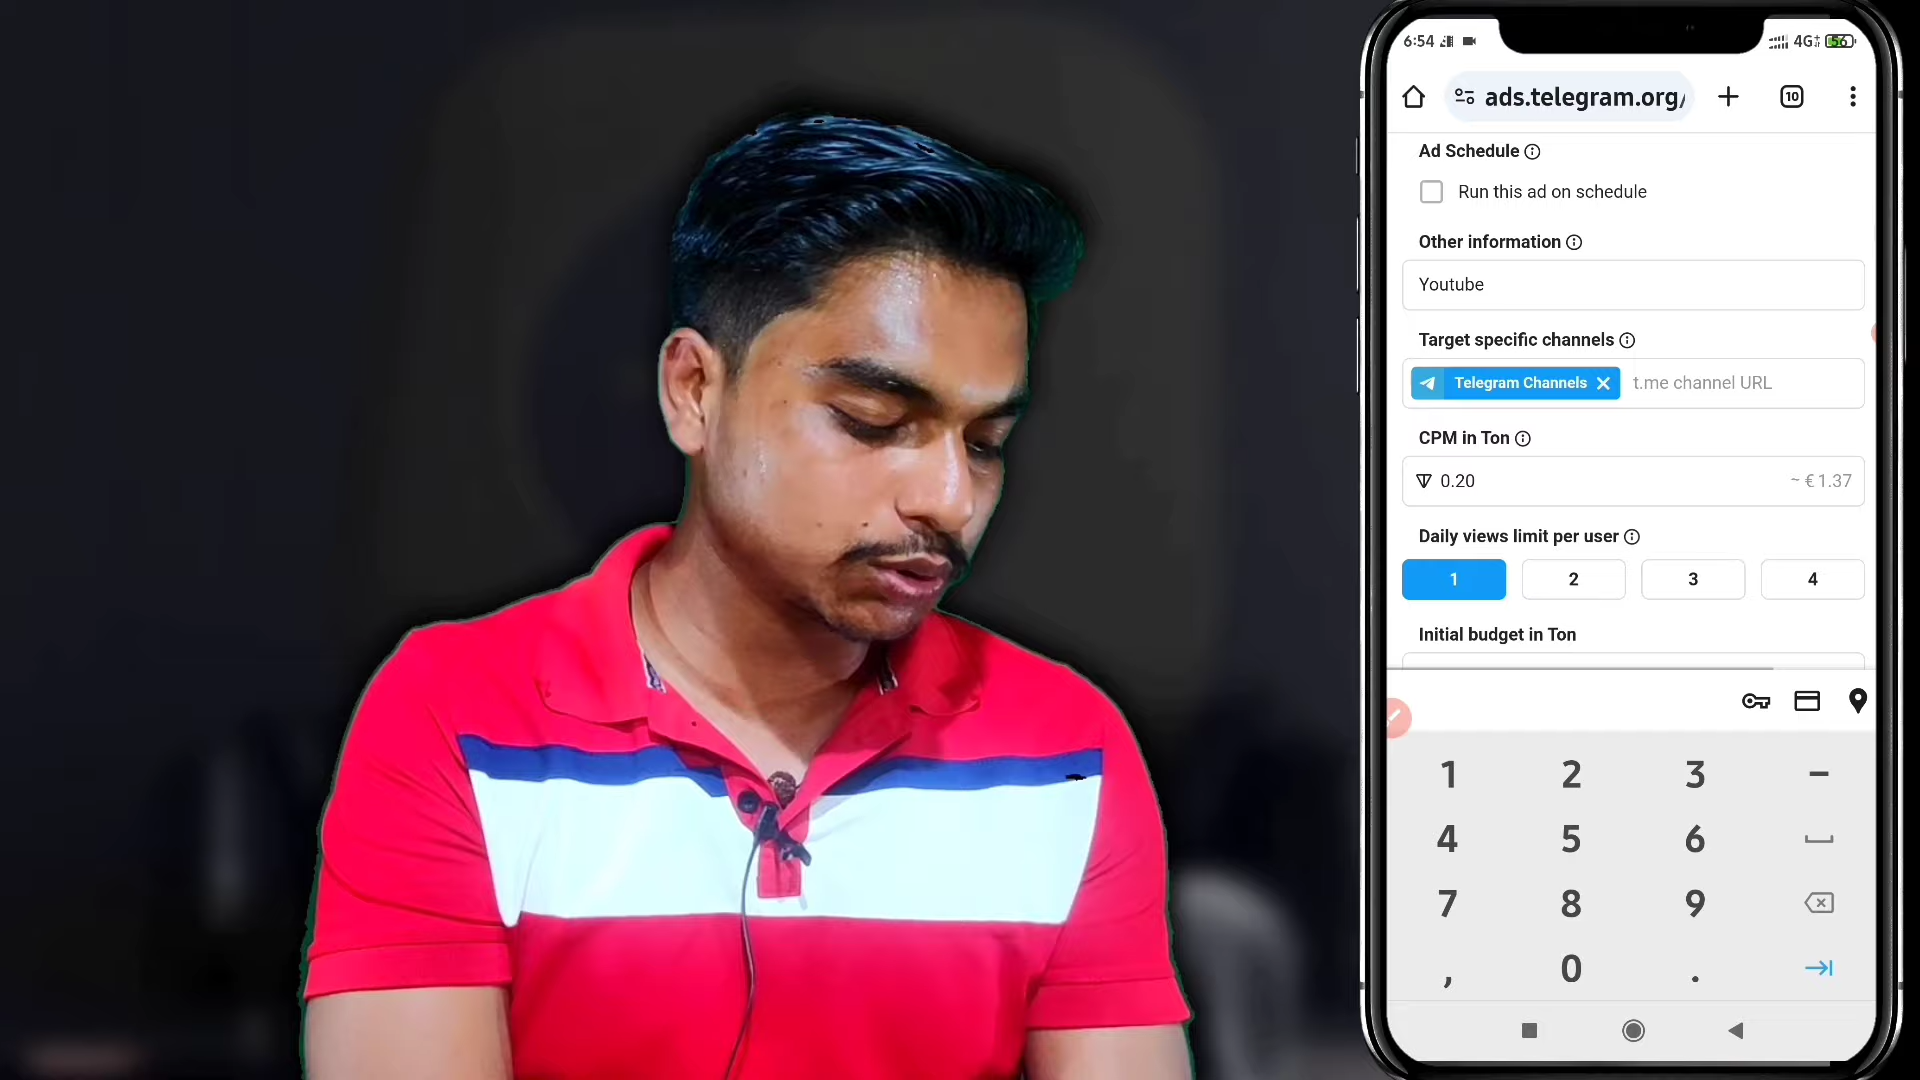 6:54 4G 56
ads.telegram.org/ 10
Ad Schedule
Run this ad on schedule
Other information
Youtube
Target specific channels
Telegram Channels t.me channel URL
CPM in Ton
0.20 ~ € 1.37
Daily views limit per user
1 2 3 4
Initial budget in Ton
1 2 3 –
4 5 6
7 8 9
, 0 .